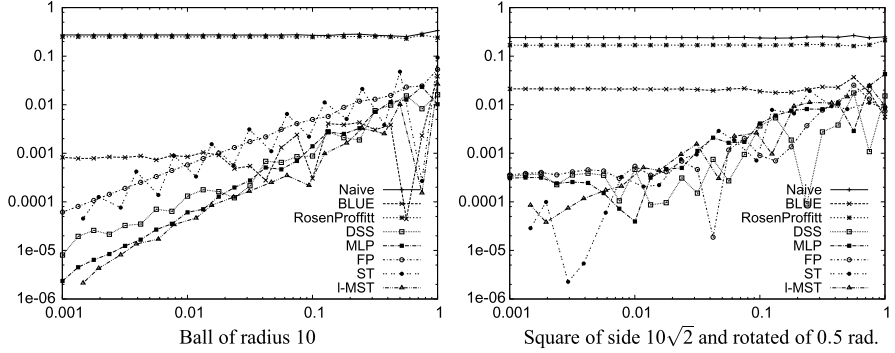 1
0.1
0.01
0.001
0.0001
1e-05
1e-06
0.001
0.01
0.1
1
Naive
BLUE
RosenProffitt
DSS
MLP
FP
ST
l-MST
Ball of radius 10
1
0.1
0.01
0.001
0.0001
1e-05
1e-06
0.001
0.01
0.1
1
Naive
BLUE
RosenProffitt
DSS
MLP
FP
ST
l-MST
Square of side 10√2 and rotated of 0.5 rad.